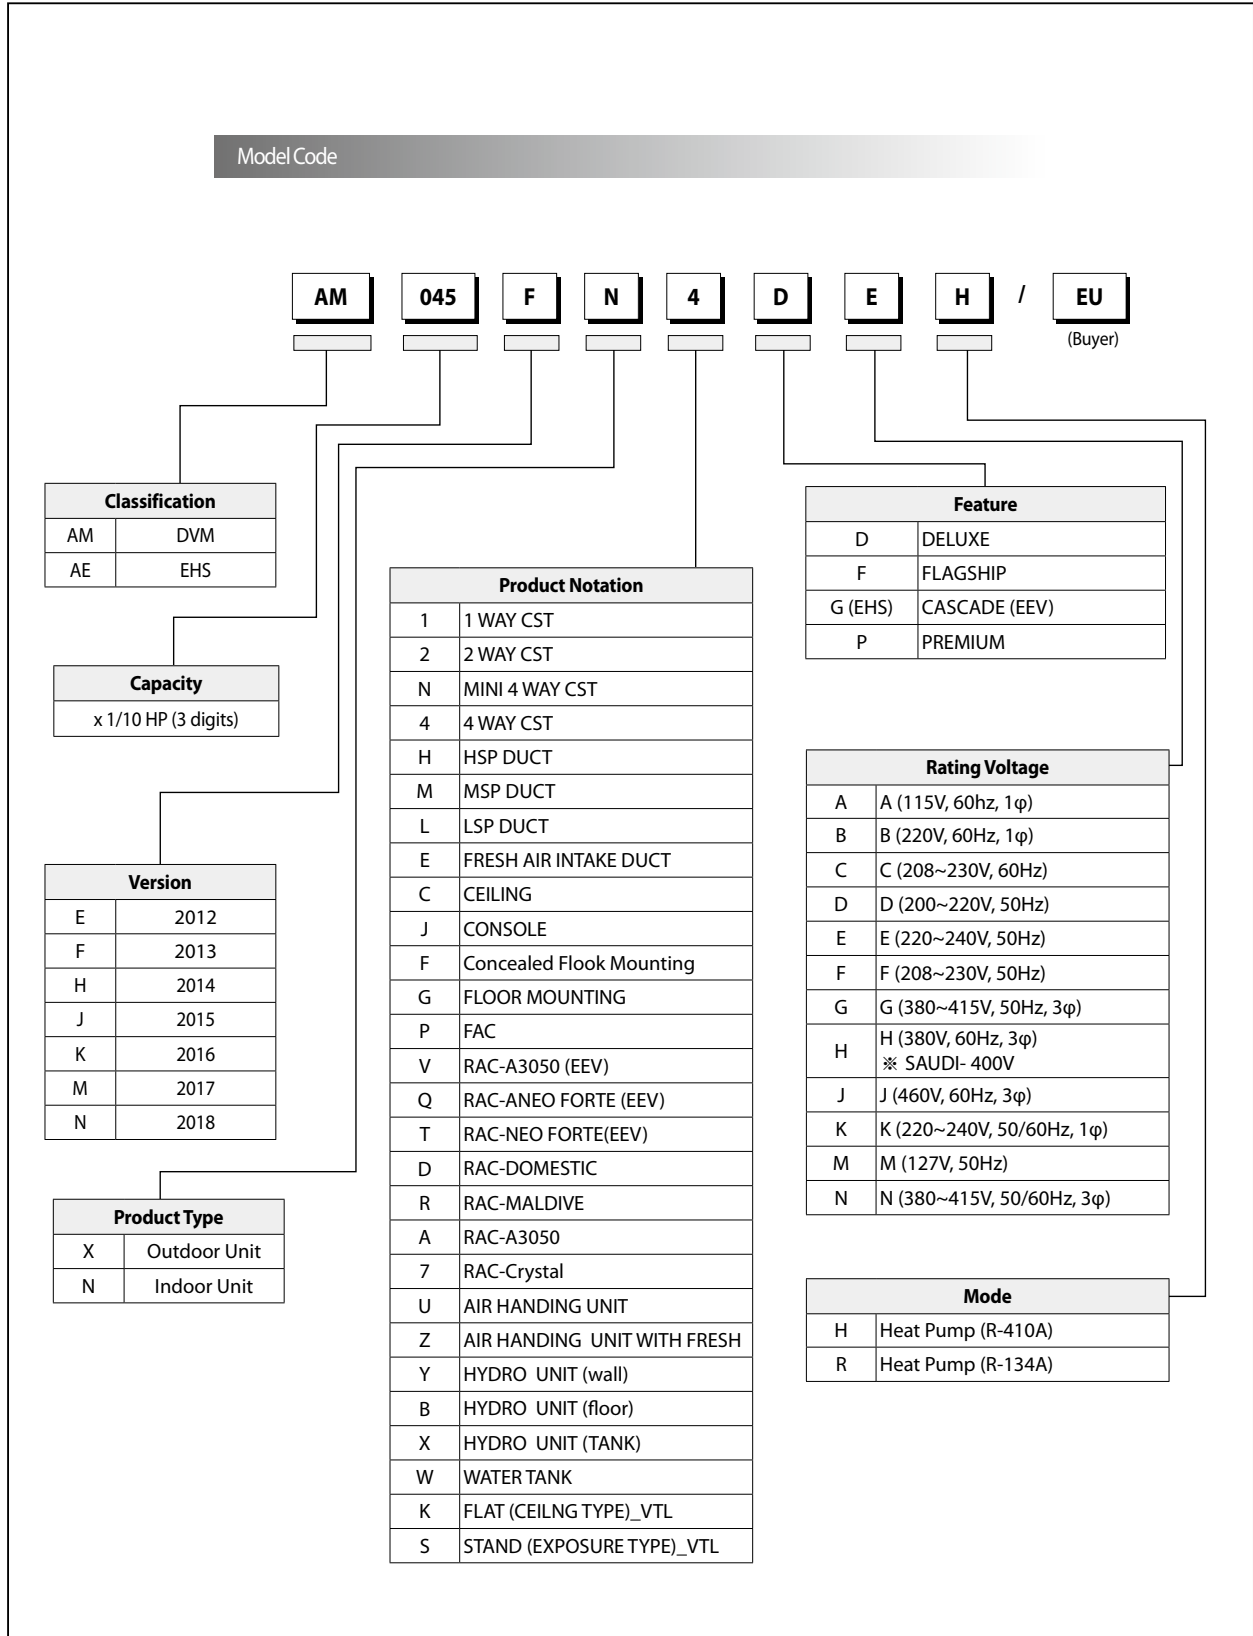 Model Code
AM 045 F N 4 D E H / EU
(Buyer)
Classification
AM DVM
AE EHS
Capacity
x 1/10 HP (3 digits)
Version
E 2012
F 2013
H 2014
J 2015
K 2016
M 2017
N 2018
Product Type
X Outdoor Unit
N Indoor Unit
Product Notation
1 1 WAY CST
2 2 WAY CST
N MINI 4 WAY CST
4 4 WAY CST
H HSP DUCT
M MSP DUCT
L LSP DUCT
E FRESH AIR INTAKE DUCT
C CEILING
J CONSOLE
F Concealed Flook Mounting
G FLOOR MOUNTING
P FAC
V RAC-A3050 (EEV)
Q RAC-ANEO FORTE (EEV)
T RAC-NEO FORTE(EEV)
D RAC-DOMESTIC
R RAC-MALDIVE
A RAC-A3050
7 RAC-Crystal
U AIR HANDING UNIT
Z AIR HANDING UNIT WITH FRESH
Y HYDRO UNIT (wall)
B HYDRO UNIT (floor)
X HYDRO UNIT (TANK)
W WATER TANK
K FLAT (CEILNG TYPE)_VTL
S STAND (EXPOSURE TYPE)_VTL
Feature
D DELUXE
F FLAGSHIP
G (EHS) CASCADE (EEV)
P PREMIUM
Rating Voltage
A A (115V, 60hz, 1φ)
B B (220V, 60Hz, 1φ)
C C (208~230V, 60Hz)
D D (200~220V, 50Hz)
E E (220~240V, 50Hz)
F F (208~230V, 50Hz)
G G (380~415V, 50Hz, 3φ)
H H (380V, 60Hz, 3φ)
※ SAUDI- 400V
J J (460V, 60Hz, 3φ)
K K (220~240V, 50/60Hz, 1φ)
M M (127V, 50Hz)
N N (380~415V, 50/60Hz, 3φ)
Mode
H Heat Pump (R-410A)
R Heat Pump (R-134A)